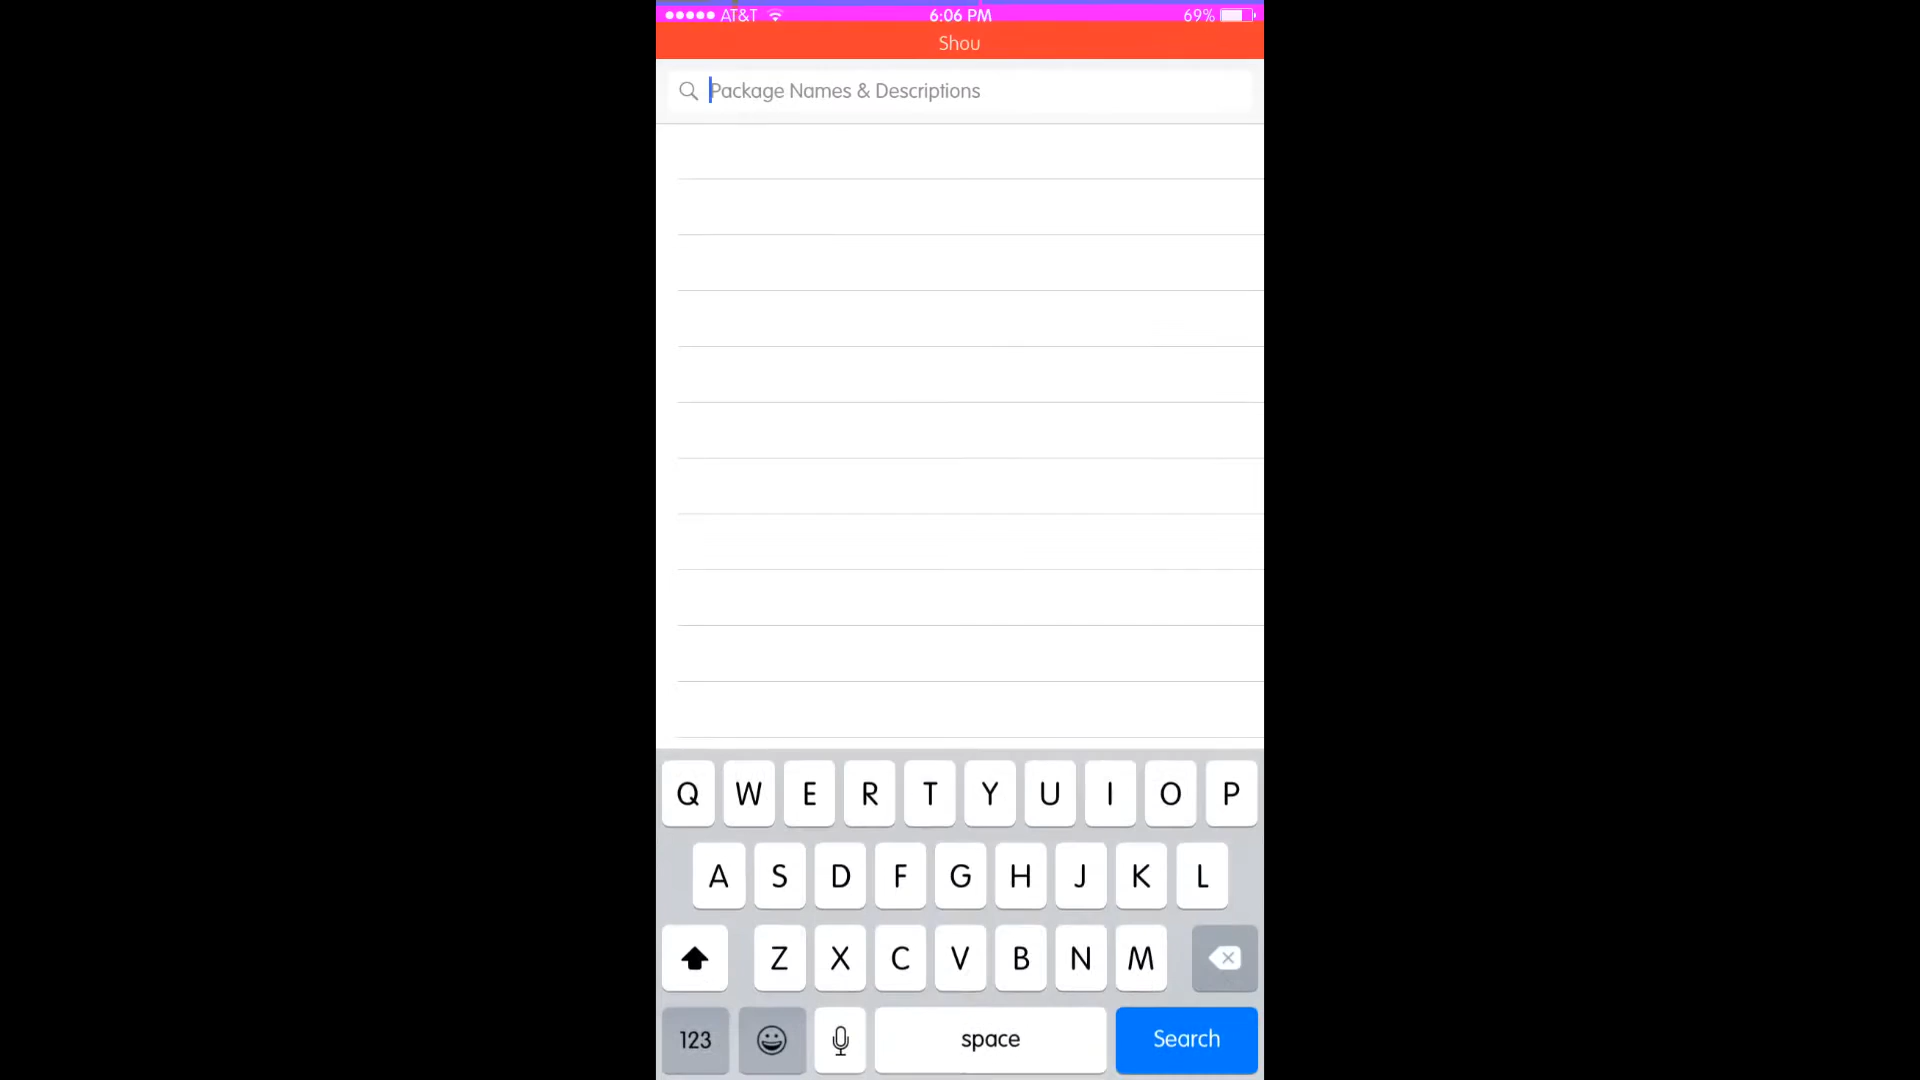 AT&T 6:06 PM 69%
Shou
Package Names & Descriptions
Q W E R T Y U I O P
A S D F G H J K L
Z X C V B N M
123 space Search